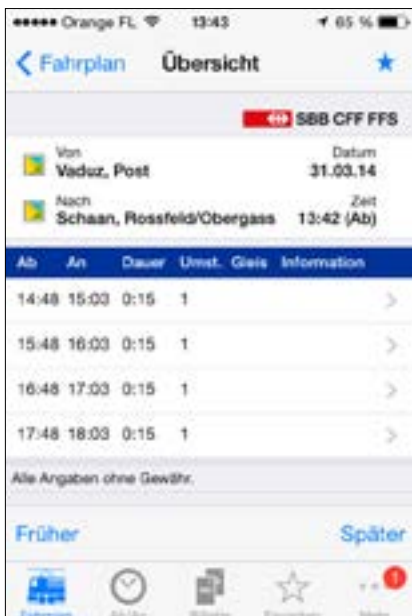 Orange FL 13:43 65 %
Fahrplan Übersicht
SBB CFF FFS
Von Datum
Vaduz, Post 31.03.14
Nach Zeit
Schaan, Rossfeld/Obergass 13:42 (Ab)
Ab An Dauer Umst. Gleis Information
14:48 15:03 0:15 1
15:48 16:03 0:15 1
16:48 17:03 0:15 1
17:48 18:03 0:15 1
Alle Angaben ohne Gewähr.
Früher Später
1